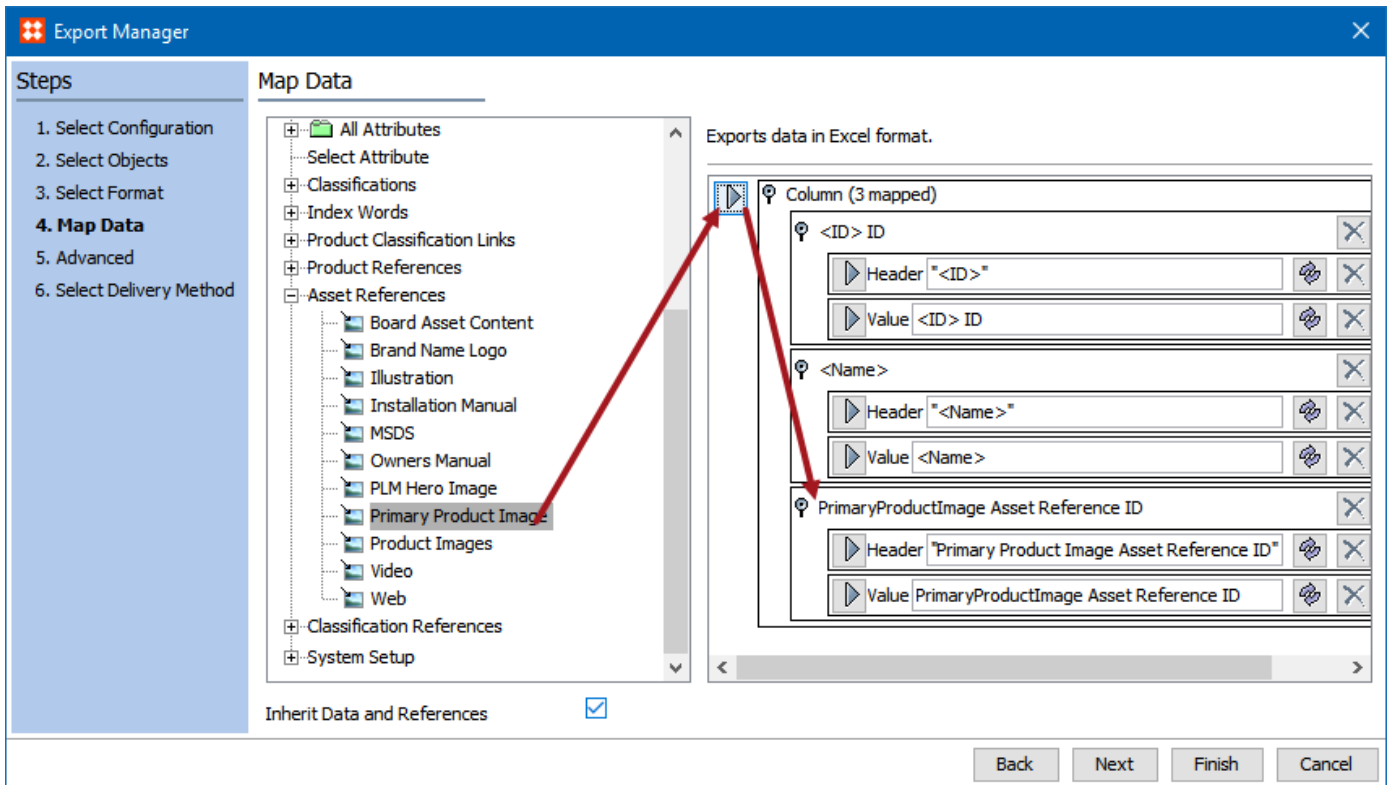 Export Manager
Steps
1. Select Configuration
2. Select Objects
3. Select Format
4. Map Data
5. Advanced
6. Select Delivery Method
Map Data
All Attributes
Select Attribute
Classifications
Index Words
Product Classification Links
Product References
Asset References
Board Asset Content
Brand Name Logo
Illustration
Installation Manual
MSDS
Owners Manual
PLM Hero Image
Primary Product Image
Product Images
Video
Web
Classification References
System Setup
Inherit Data and References
Exports data in Excel format.
Column (3 mapped)
<ID> ID
Header "<ID>"
Value <ID> ID
<Name>
Header "<Name>"
Value <Name>
PrimaryProductImage Asset Reference ID
Header "Primary Product Image Asset Reference ID"
Value PrimaryProductImage Asset Reference ID
Back Next Finish Cancel